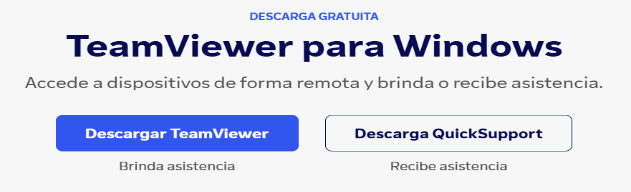 DESCARGA GRATUITA
TeamViewer para Windows
Accede a dispositivos de forma remota y brinda o recibe asistencia.
Descargar TeamViewer
Descarga QuickSupport
Brinda asistencia
Recibe asistencia